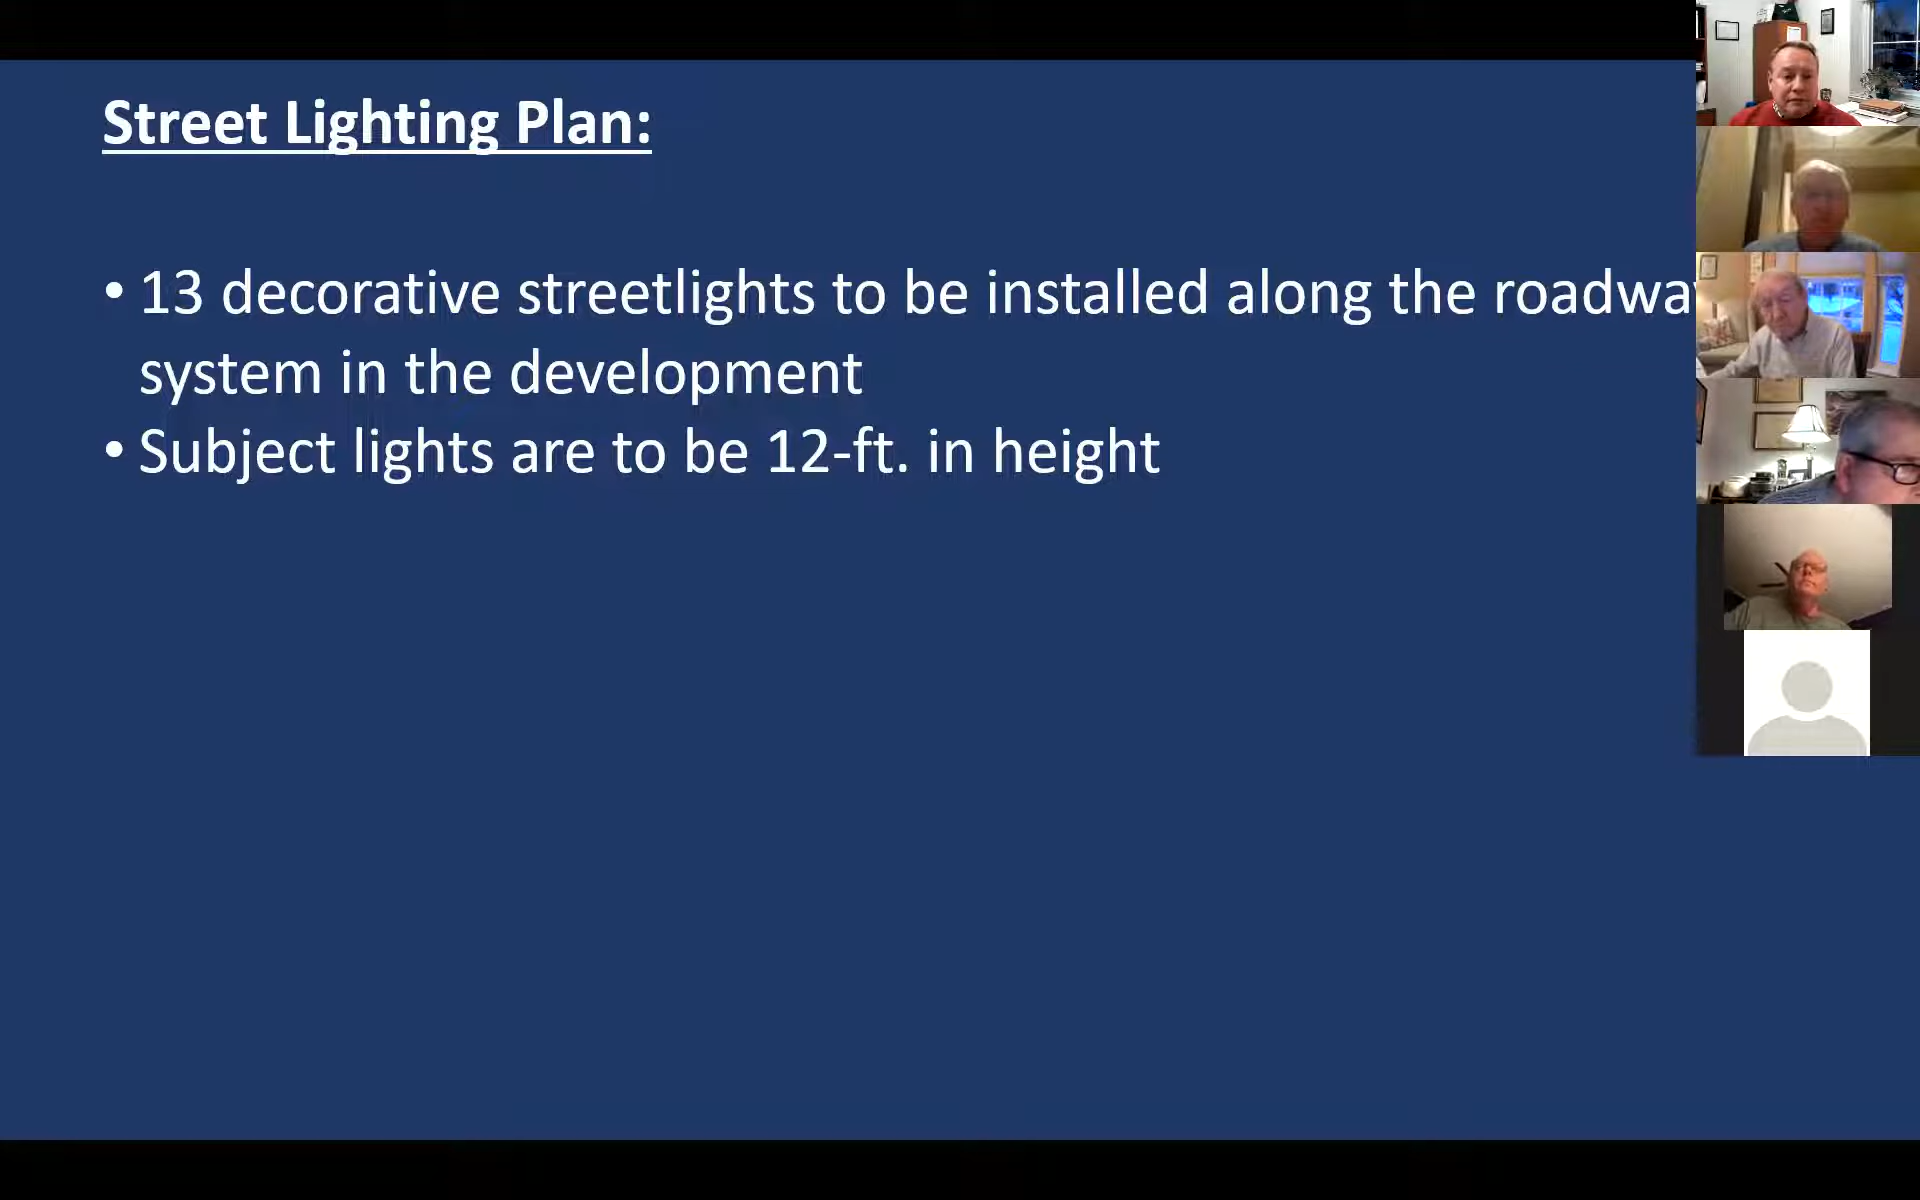 Street Lighting Plan:
• 13 decorative streetlights to be installed along the roadway
system in the development
• Subject lights are to be 12-ft. in height